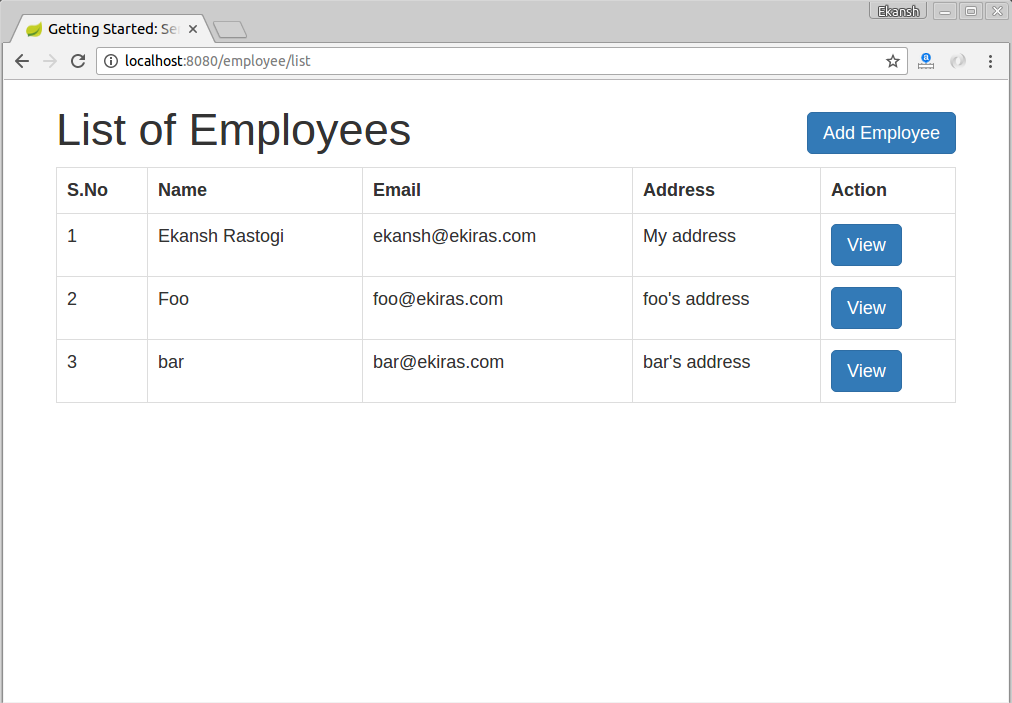 Ekansh
Getting Started: Se
localhost:8080/employee/list
List of Employees
Add Employee
S.No Name Email Address Action
1 Ekansh Rastogi ekansh@ekiras.com My address View
2 Foo foo@ekiras.com foo's address View
3 bar bar@ekiras.com bar's address View